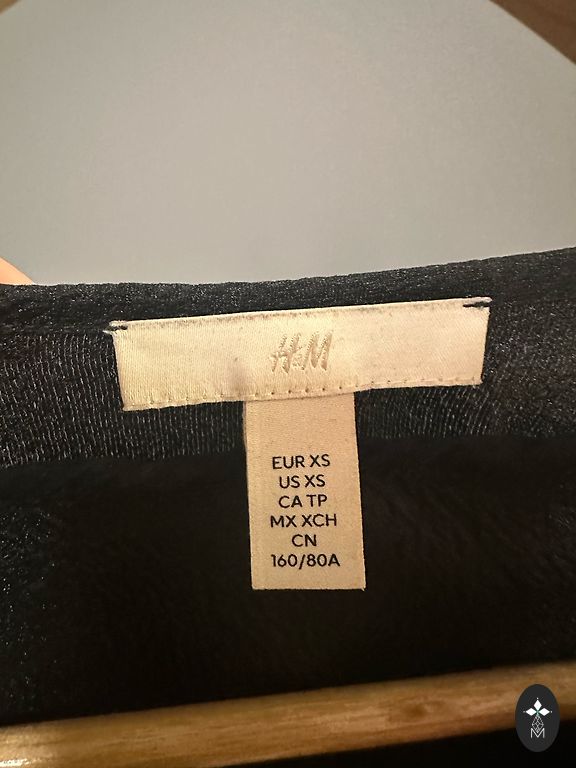 H&M
EUR XS
US XS
CA TP
MX XCH
CN
160/80A
M